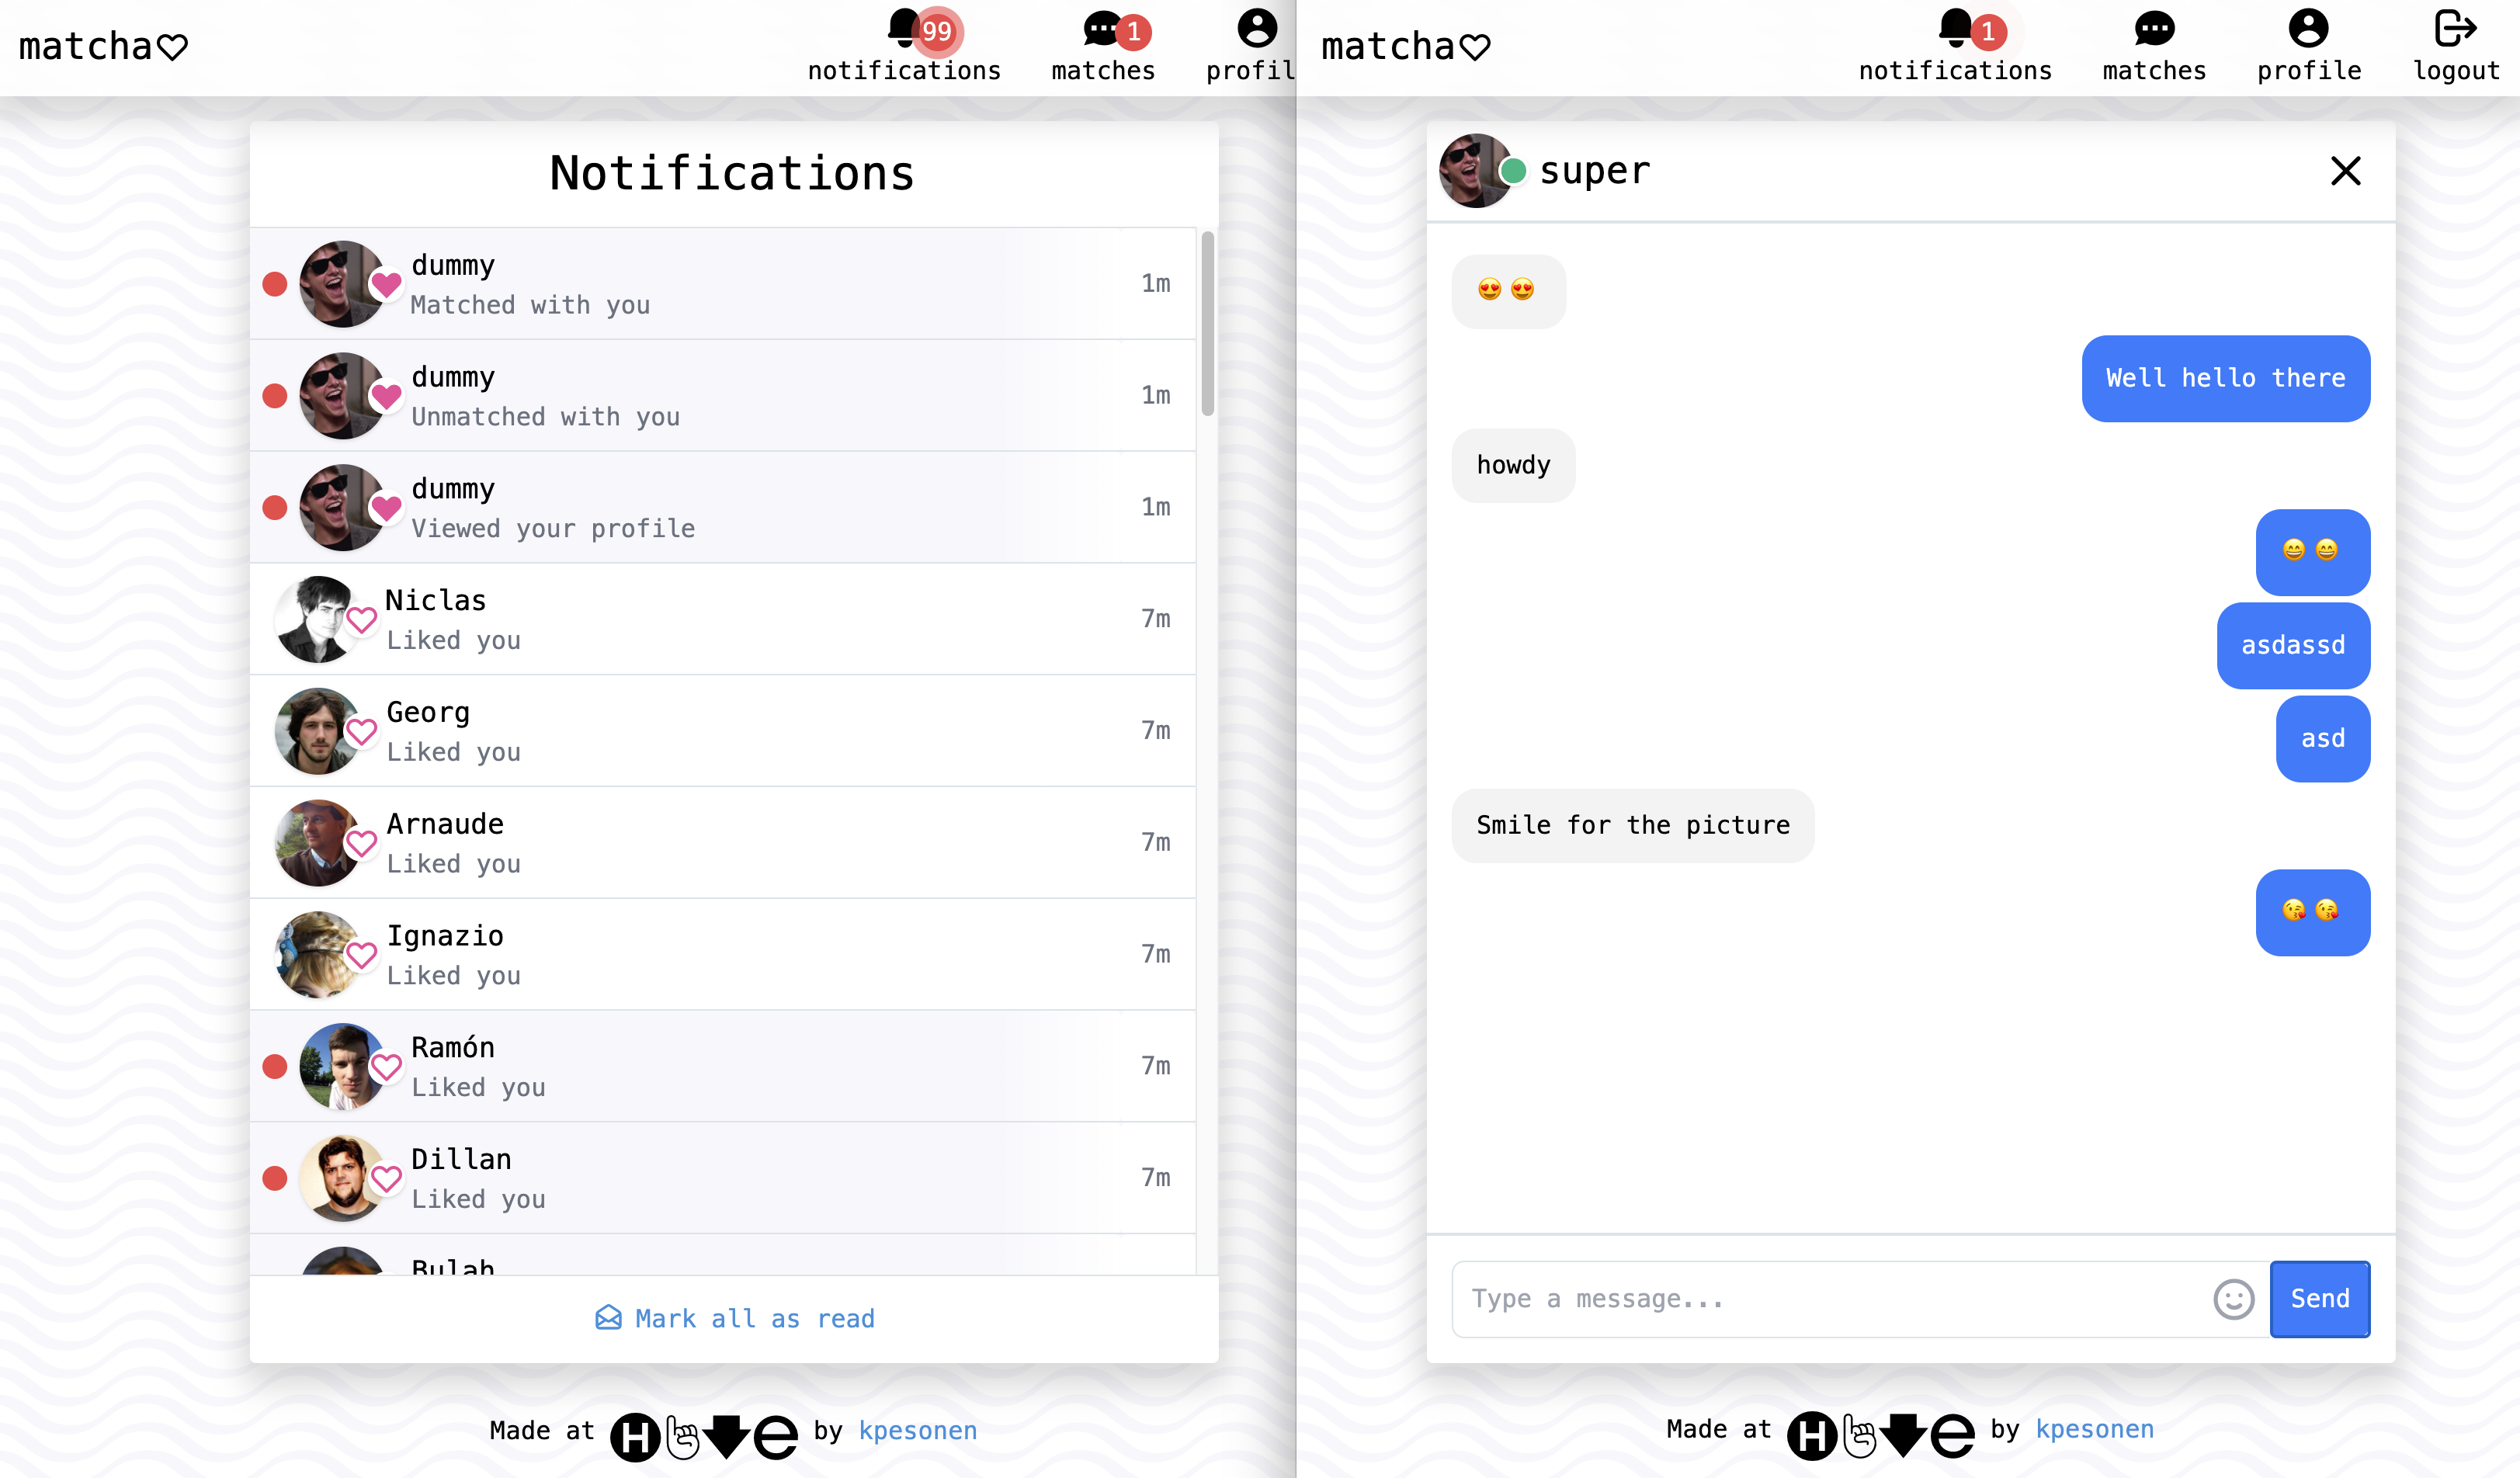 matcha
99
notifications
1
matches
profil
Notifications
dummy
Matched with you
1m
dummy
Unmatched with you
1m
dummy
Viewed your profile
1m
Niclas
Liked you
7m
Georg
Liked you
7m
Arnaude
Liked you
7m
Ignazio
Liked you
7m
Ramón
Liked you
7m
Dillan
Liked you
7m
Bulah
Mark all as read
Made at H e by kpesonen
matcha
1
notifications
matches
profile
logout
super
😍😍
Well hello there
howdy
😄😄
asdassd
asd
Smile for the picture
😘😘
Type a message...
Send
Made at H e by kpesonen